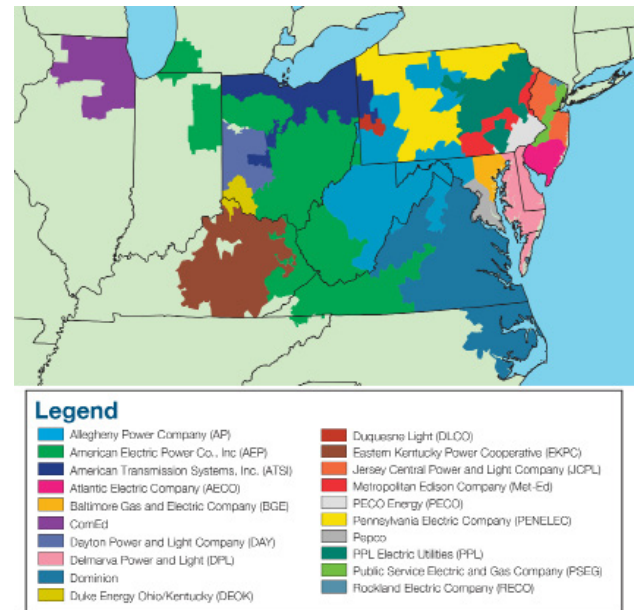 Legend
Allegheny Power Company (AP)
American Electric Power Co., Inc (AEP)
American Transmission Systems, Inc. (ATSI)
Atlantic Electric Company (AECO)
Baltimore Gas and Electric Company (BGE)
ComEd
Dayton Power and Light Company (DAY)
Delmarva Power and Light (DPL)
Dominion
Duke Energy Ohio/Kentucky (DEOK)
Duquesne Light (DLCO)
Eastern Kentucky Power Cooperative (EKPC)
Jersey Central Power and Light Company (JCPL)
Metropolitan Edison Company (Met-Ed)
PECO Energy (PECO)
Pennsylvania Electric Company (PENELEC)
Pepco
PPL Electric Utilities (PPL)
Public Service Electric and Gas Company (PSEG)
Rockland Electric Company (RECO)